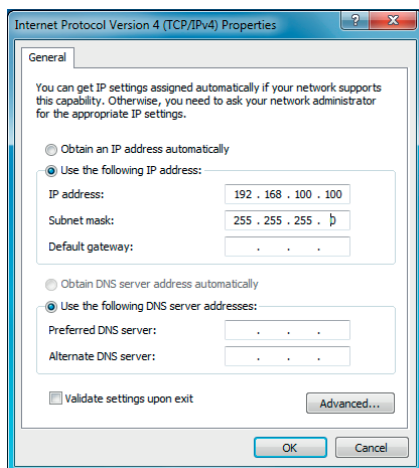 Internet Protocol Version 4 (TCP/IPv4) Properties
General
You can get IP settings assigned automatically if your network supports
this capability. Otherwise, you need to ask your network administrator
for the appropriate IP settings.
Obtain an IP address automatically
Use the following IP address:
IP address: 192 . 168 . 100 . 100
Subnet mask: 255 . 255 . 255 . 0
Default gateway: . . .
Obtain DNS server address automatically
Use the following DNS server addresses:
Preferred DNS server: . . .
Alternate DNS server: . . .
Validate settings upon exit
Advanced...
OK Cancel